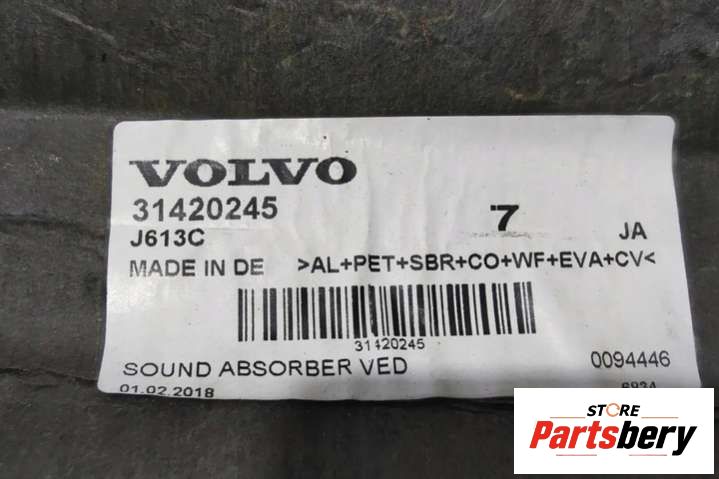 VOLVO
31420245 7
J613C JA
MADE IN DE >AL+PET+SBR+CO+WF+EVA+CV<
31420245
SOUND ABSORBER VED 0094446
01.02.2018
STORE
Partsbery